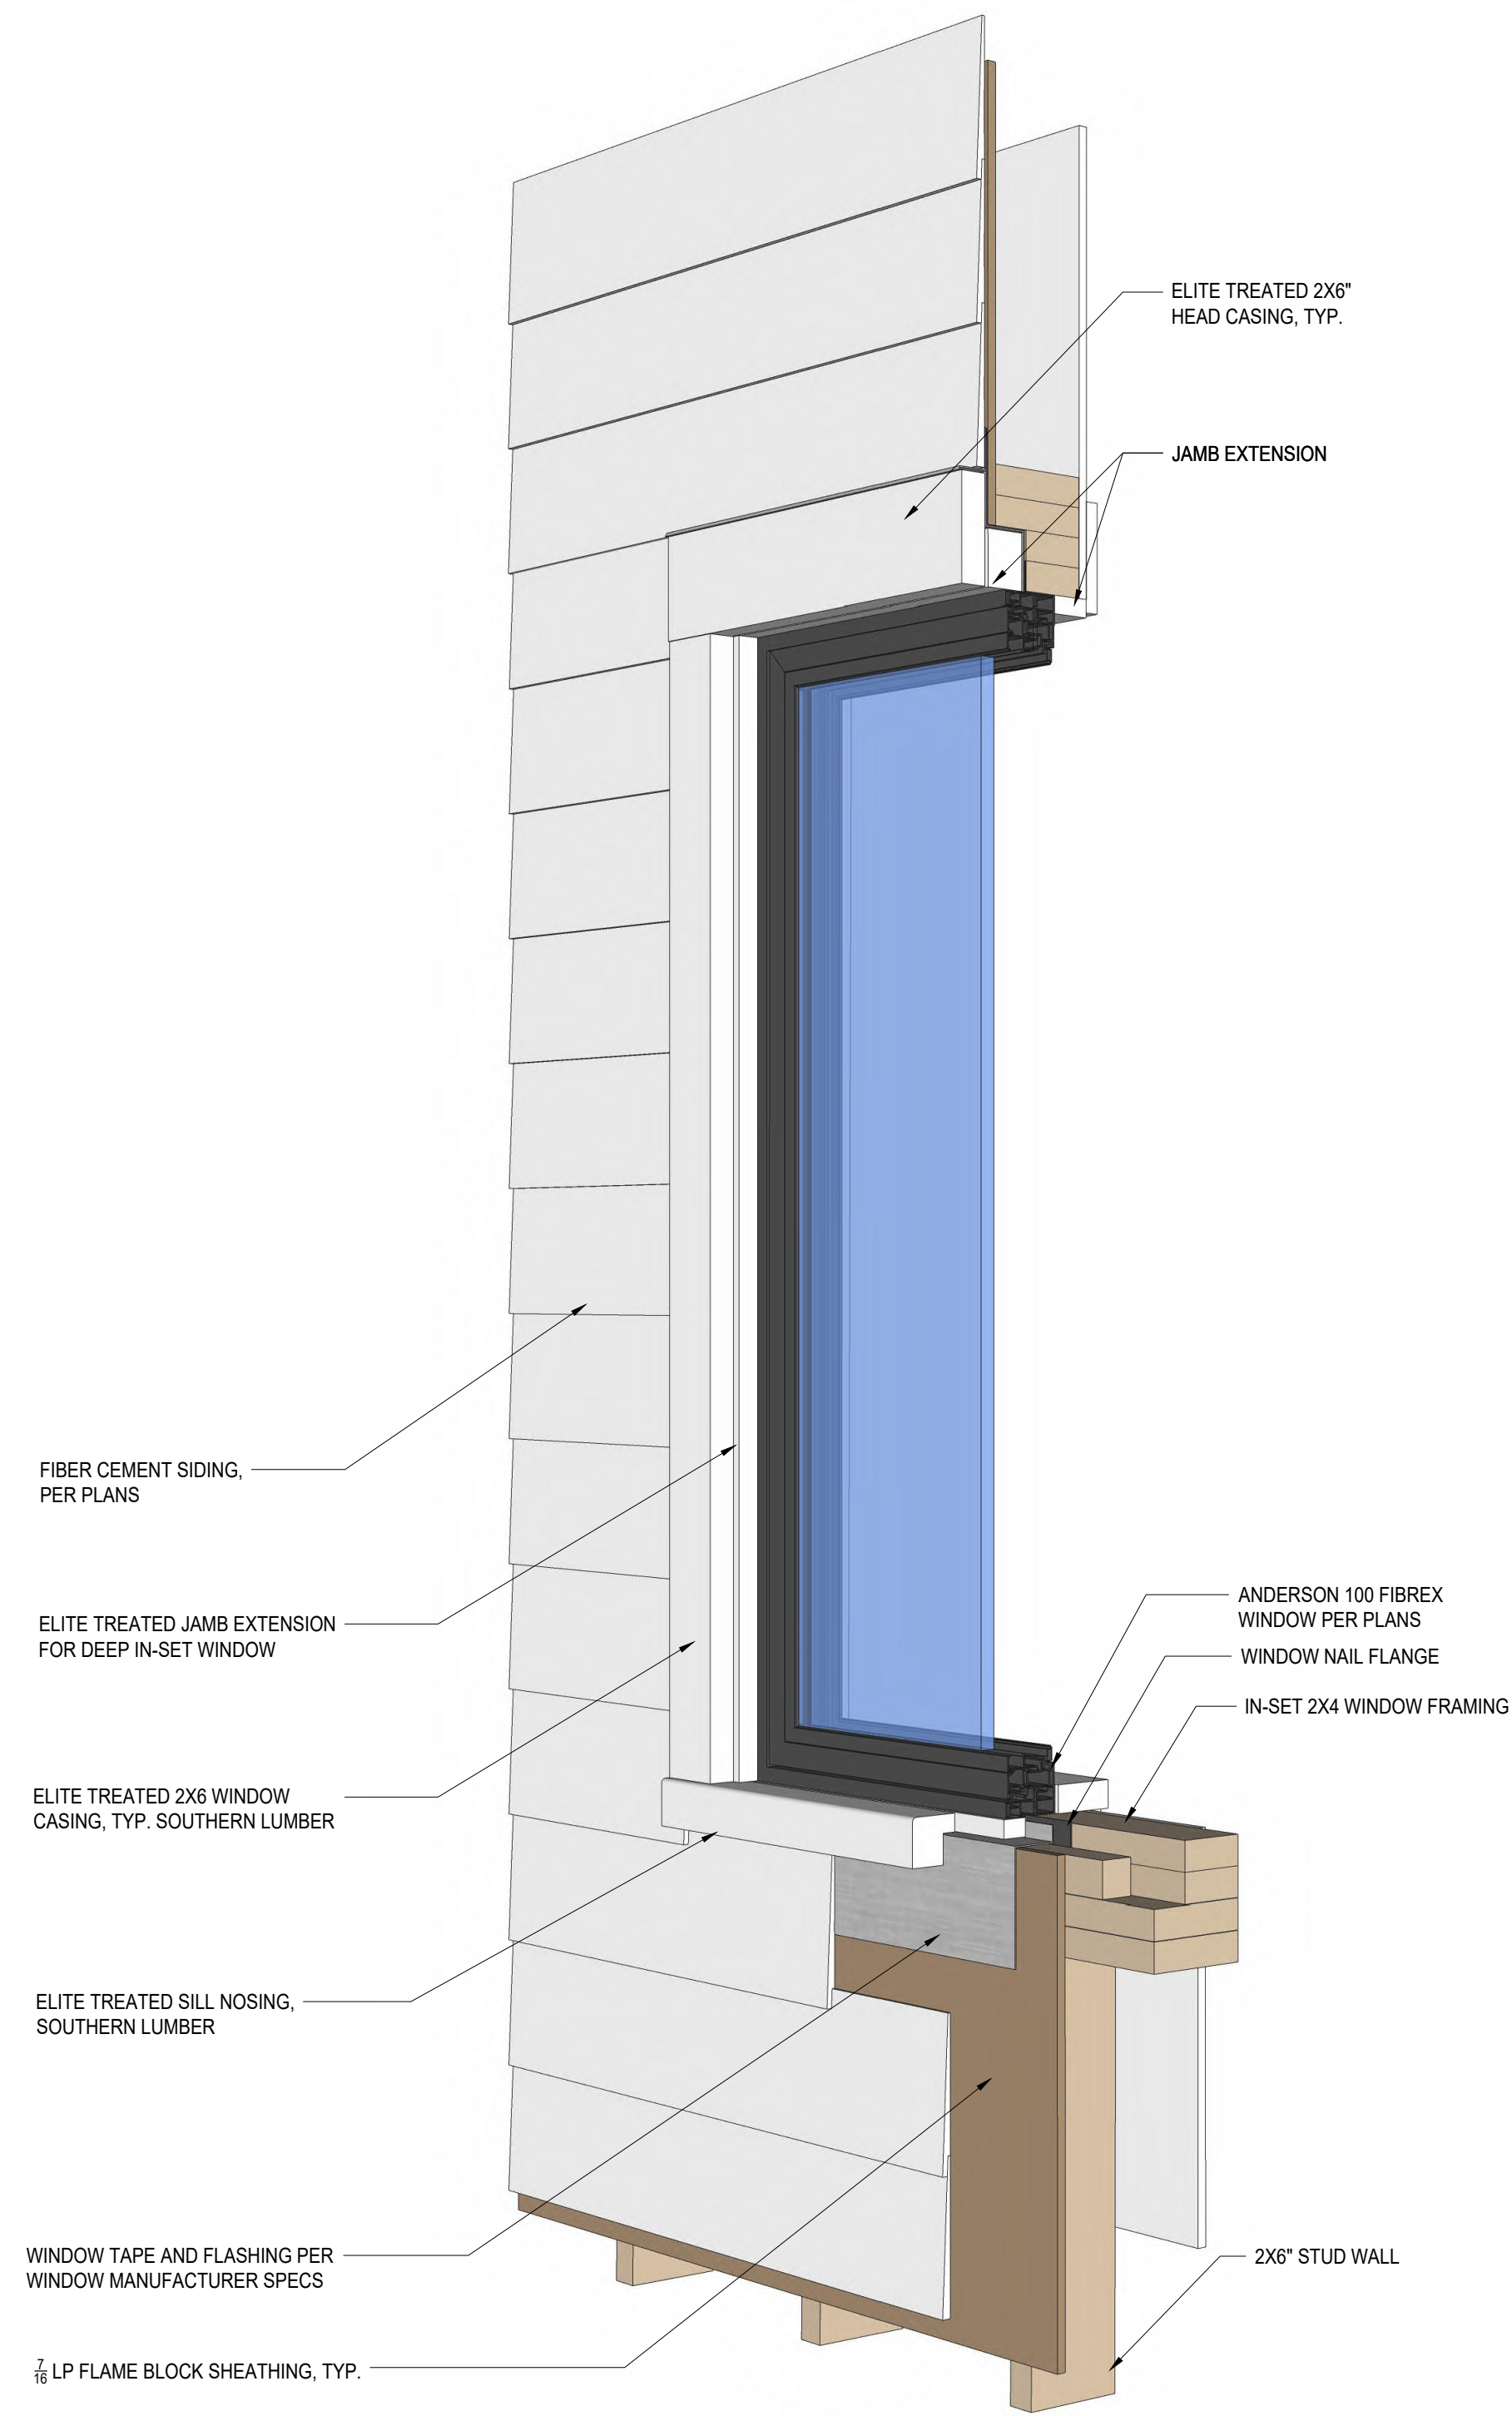 ELITE TREATED 2X6"
HEAD CASING, TYP.
JAMB EXTENSION
FIBER CEMENT SIDING,
PER PLANS
ELITE TREATED JAMB EXTENSION
FOR DEEP IN-SET WINDOW
ANDERSON 100 FIBREX
WINDOW PER PLANS
WINDOW NAIL FLANGE
IN-SET 2X4 WINDOW FRAMING
ELITE TREATED 2X6 WINDOW
CASING, TYP. SOUTHERN LUMBER
ELITE TREATED SILL NOSING,
SOUTHERN LUMBER
WINDOW TAPE AND FLASHING PER
WINDOW MANUFACTURER SPECS
2X6" STUD WALL
7/16 LP FLAME BLOCK SHEATHING, TYP.